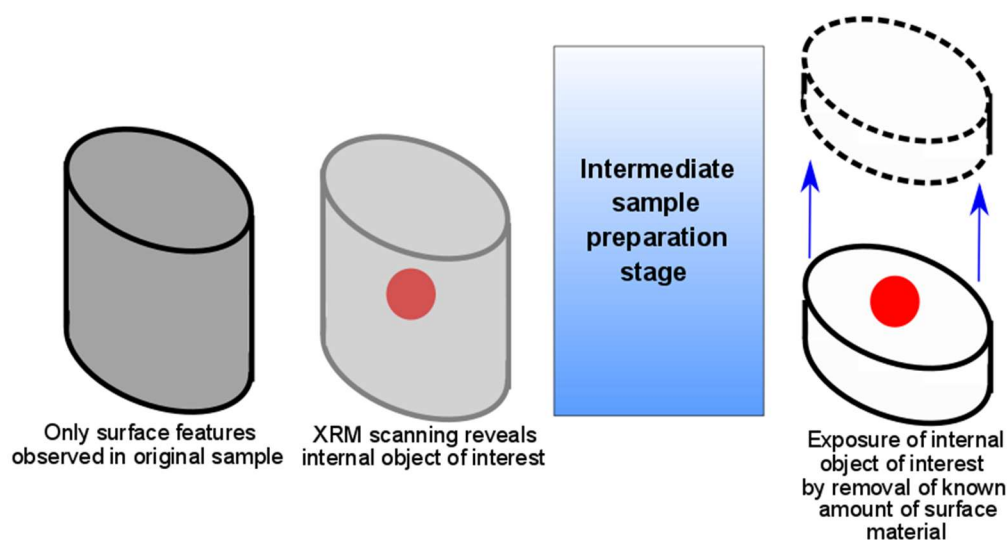 Only surface features
observed in original sample
XRM scanning reveals
internal object of interest
Intermediate
sample
preparation
stage
Exposure of internal
object of interest
by removal of known
amount of surface
material